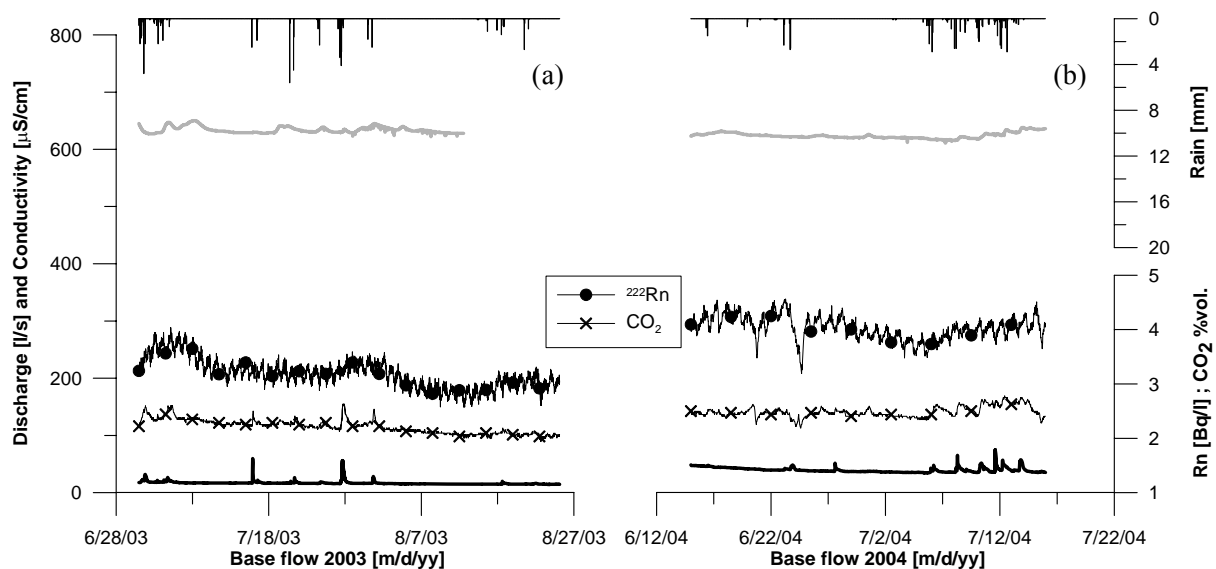 800
600
400
200
0
Discharge [l/s] and Conductivity [µS/cm]
(a)
(b)
0
4
8
12
16
20
Rain [mm]
²²²Rn
CO₂
5
4
3
2
1
Rn [Bq/l] ; CO₂ %vol.
6/28/03 7/18/03 8/7/03 8/27/03
Base flow 2003 [m/d/yy]
6/12/04 6/22/04 7/2/04 7/12/04 7/22/04
Base flow 2004 [m/d/yy]